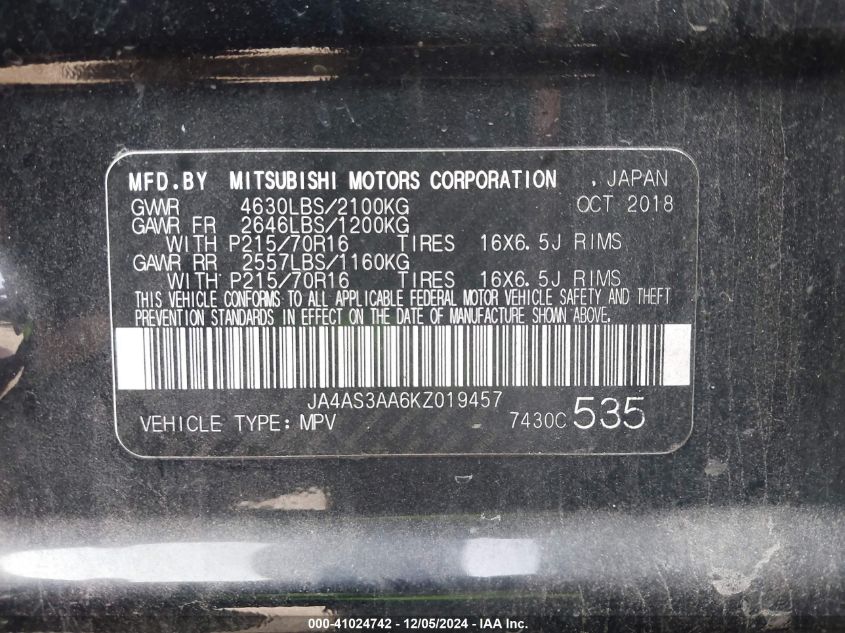 MFD.BY MITSUBISHI MOTORS CORPORATION , JAPAN
GVWR 4630LBS/2100KG OCT 2018
GAWR FR 2646LBS/1200KG
WITH P215/70R16 TIRES 16X6.5J RIMS
GAWR RR 2557LBS/1160KG
WITH P215/70R16 TIRES 16X6.5J RIMS
THIS VEHICLE CONFORMS TO ALL APPLICABLE FEDERAL MOTOR VEHICLE SAFETY AND THEFT
PREVENTION STANDARDS IN EFFECT ON THE DATE OF MANUFACTURE SHOWN ABOVE.
JA4AS3AA6KZ019457
VEHICLE TYPE: MPV 7430C 535
000-41024742 - 12/05/2024 - IAA Inc.